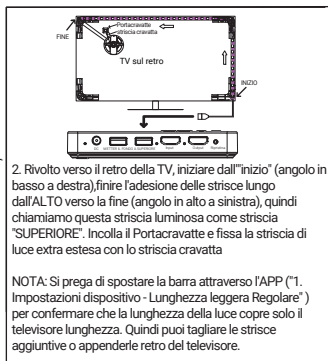 Portacravatte
striscia cravatta
FINE
TV sul retro
INIZIO
DC
Input
Output
2. Rivolto verso il retro della TV, iniziare dall'"inizio" (angolo in
basso a destra),finire l'adesione delle strisce lungo
dall'ALTO verso la fine (angolo in alto a sinistra), quindi
chiamiamo questa striscia luminosa come striscia
"SUPERIORE". Incolla il Portacravatte e fissa la striscia di
luce extra estesa con lo striscia cravatta
NOTA: Si prega di spostare la barra attraverso l'APP ("1.
Impostazioni dispositivo - Lunghezza leggera Regolare" )
per confermare che la lunghezza della luce copre solo il
televisore lunghezza. Quindi puoi tagliare le strisce
aggiuntive o appenderle retro del televisore.